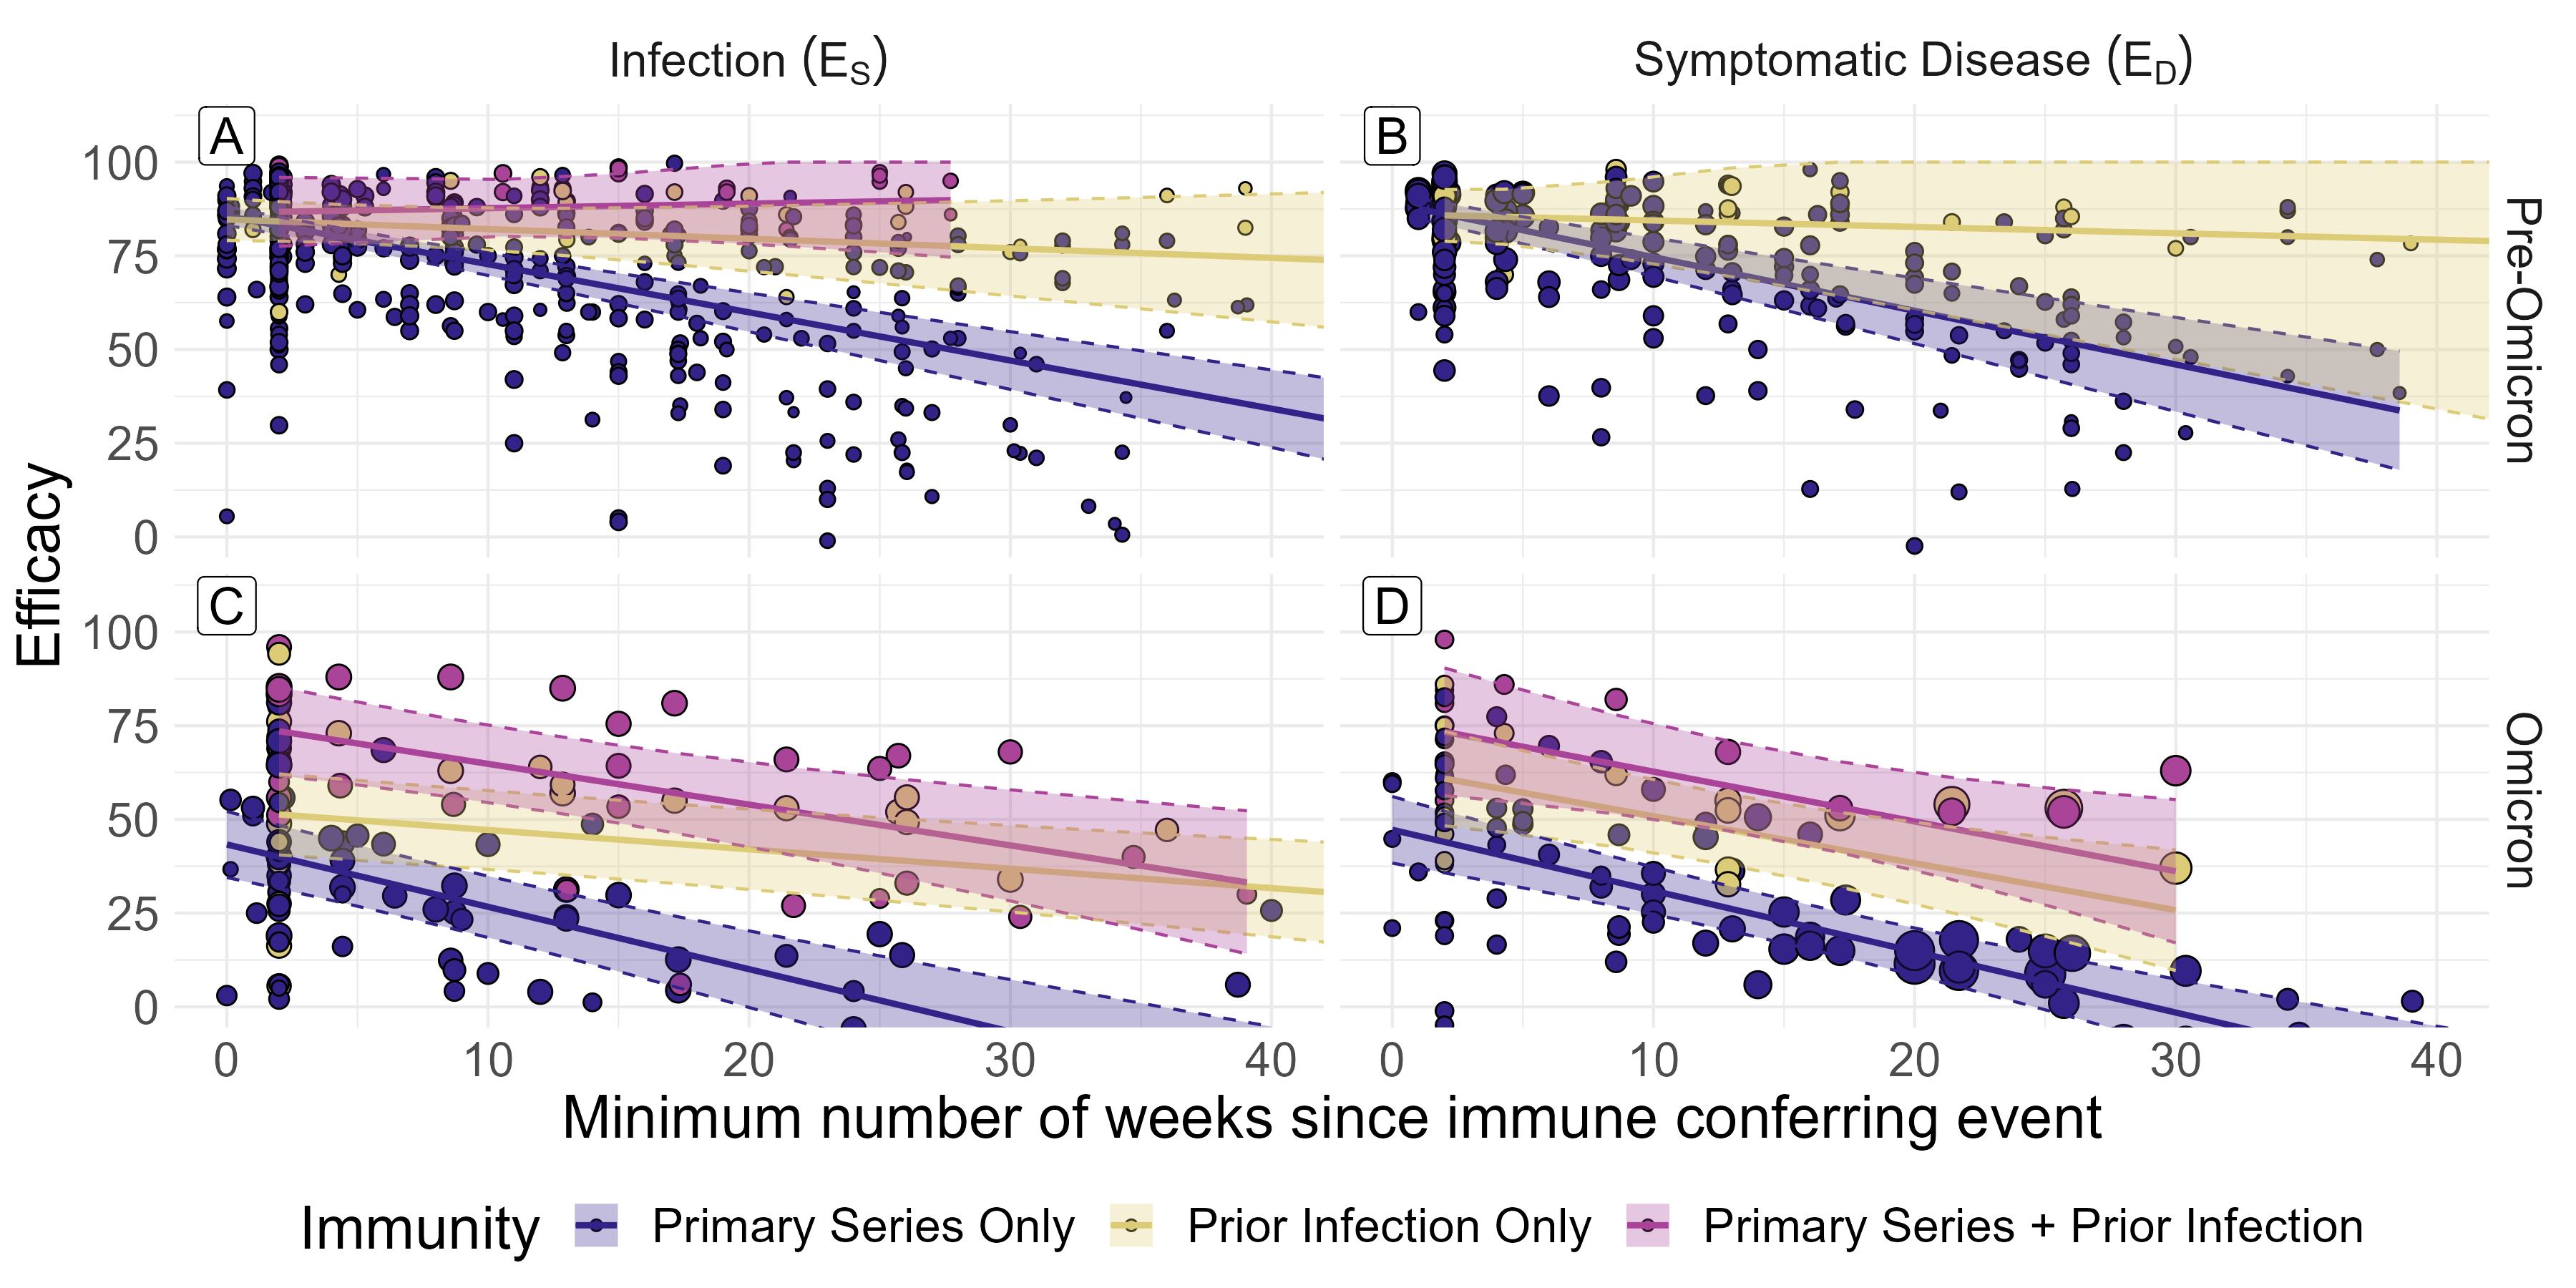 Infection (E_S)
Symptomatic Disease (E_D)
A
B
100
75
50
25
0
Pre-Omicron
Efficacy
C
D
100
75
50
25
0
Omicron
0 10 20 30 40
0 10 20 30 40
Minimum number of weeks since immune conferring event
Immunity Primary Series Only Prior Infection Only Primary Series + Prior Infection